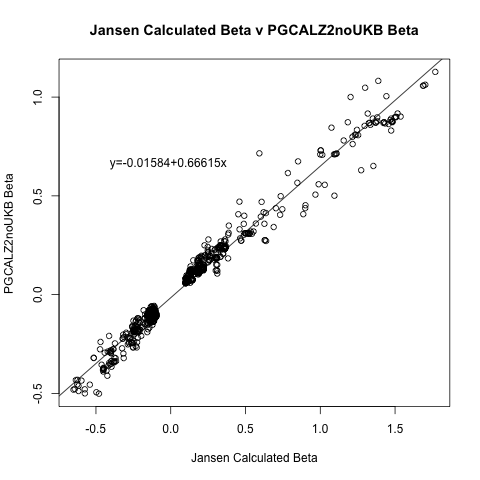 Jansen Calculated Beta v PGCALZ2noUKB Beta
PGCALZ2noUKB Beta
1.0
0.5
0.0
-0.5
y=-0.01584+0.66615x
-0.5 0.0 0.5 1.0 1.5
Jansen Calculated Beta